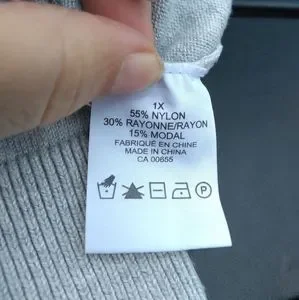 1X
55% NYLON
30% RAYONNE/RAYON
15% MODAL
FABRIQUÉ EN CHINE
MADE IN CHINA
CA 00655
P